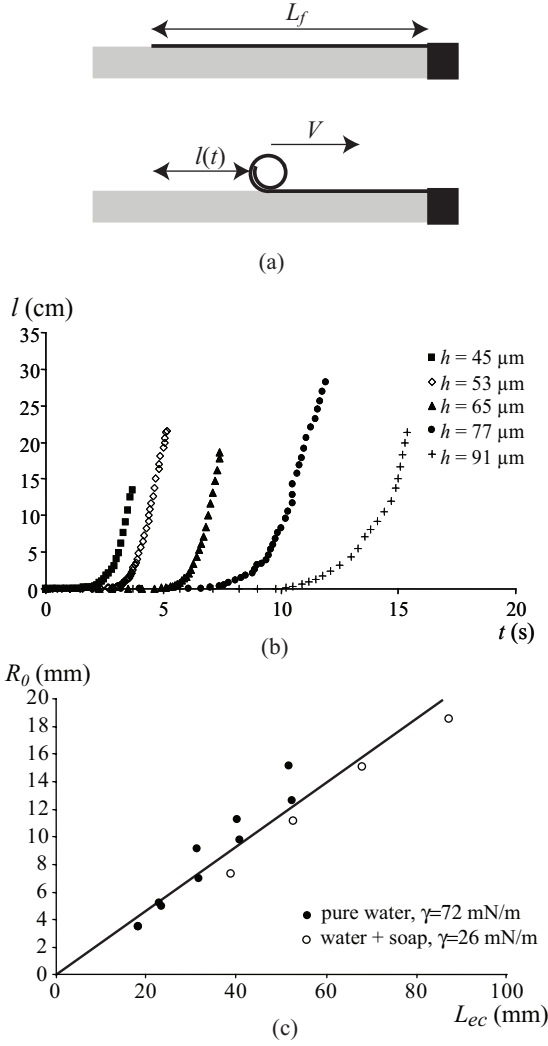 L_f
V
l(t)
(a)
l (cm)
35
30
25
20
15
10
5
0
0 5 10 15 20
t (s)
h = 45 µm
h = 53 µm
h = 65 µm
h = 77 µm
h = 91 µm
(b)
R_0 (mm)
20
18
16
14
12
10
8
6
4
2
0
0 20 40 60 80 100
pure water, γ=72 mN/m
water + soap, γ=26 mN/m
L_ec (mm)
(c)